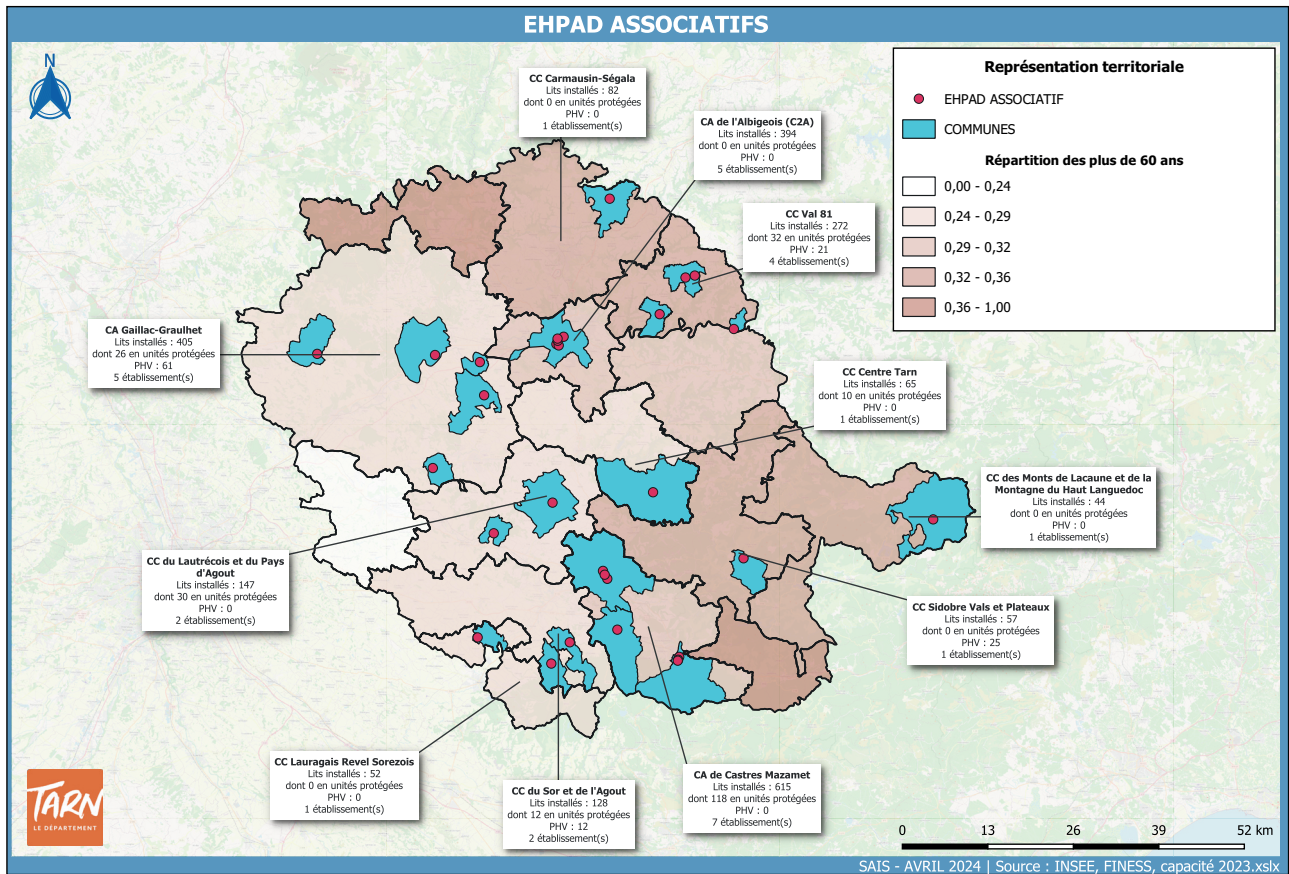 EHPAD ASSOCIATIFS
N
Représentation territoriale
EHPAD ASSOCIATIF
COMMUNES
Répartition des plus de 60 ans
0,00 - 0,24
0,24 - 0,29
0,29 - 0,32
0,32 - 0,36
0,36 - 1,00
CC Carmausin-Ségala
Lits installés : 82
dont 0 en unités protégées
PHV : 0
1 établissement(s)
CA de l'Albigeois (C2A)
Lits installés : 394
dont 0 en unités protégées
PHV : 0
5 établissement(s)
CC Val 81
Lits installés : 272
dont 32 en unités protégées
PHV : 21
4 établissement(s)
CA Gaillac-Graulhet
Lits installés : 405
dont 26 en unités protégées
PHV : 61
5 établissement(s)
CC Centre Tarn
Lits installés : 65
dont 10 en unités protégées
PHV : 0
1 établissement(s)
CC des Monts de Lacaune et de la
Montagne du Haut Languedoc
Lits installés : 44
dont 0 en unités protégées
PHV : 0
1 établissement(s)
CC du Lautrécois et du Pays
d'Agout
Lits installés : 147
dont 30 en unités protégées
PHV : 0
2 établissement(s)
CC Sidobre Vals et Plateaux
Lits installés : 57
dont 0 en unités protégées
PHV : 25
1 établissement(s)
CC Lauragais Revel Sorezois
Lits installés : 52
dont 0 en unités protégées
PHV : 0
1 établissement(s)
CC du Sor et de l'Agout
Lits installés : 128
dont 12 en unités protégées
PHV : 12
2 établissement(s)
CA de Castres Mazamet
Lits installés : 615
dont 118 en unités protégées
PHV : 0
7 établissement(s)
TARN
LE DÉPARTEMENT
0 13 26 39 52 km
SAIS - AVRIL 2024 | Source : INSEE, FINESS, capacité 2023.xslx